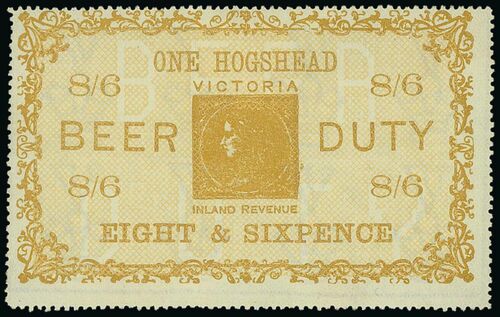 ONE HOGSHEAD
8/6 VICTORIA 8/6
BEER DUTY
8/6 8/6
INLAND REVENUE
EIGHT & SIXPENCE